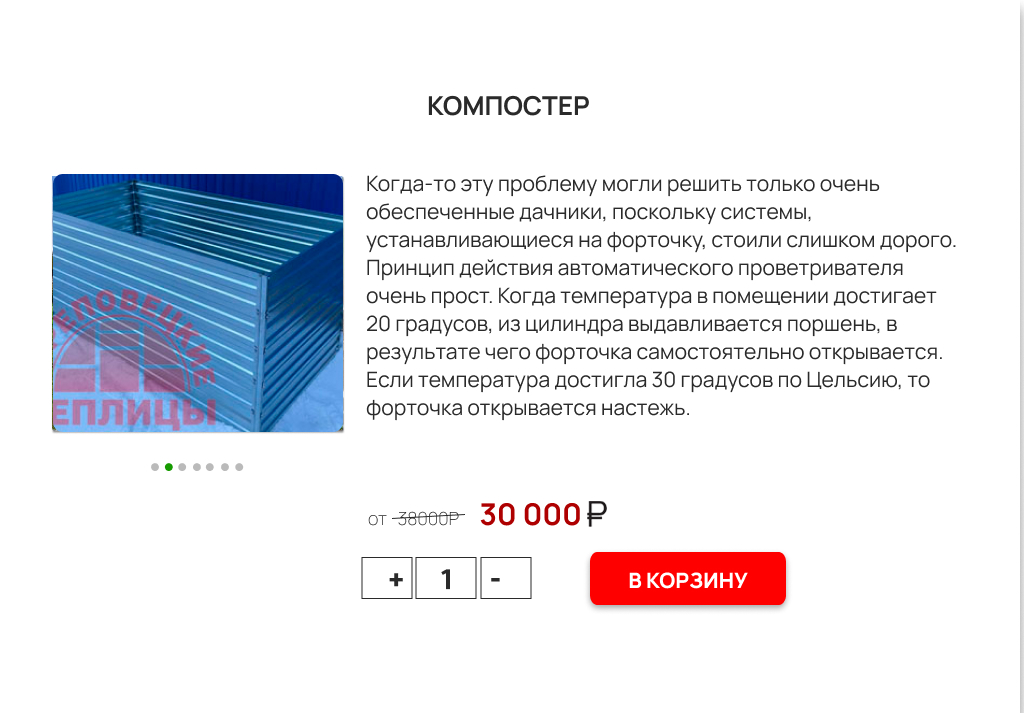 КОМПОСТЕР
Когда-то эту проблему могли решить только очень
обеспеченные дачники, поскольку системы,
устанавливающиеся на форточку, стоили слишком дорого.
Принцип действия автоматического проветривателя
очень прост. Когда температура в помещении достигает
20 градусов, из цилиндра выдавливается поршень, в
результате чего форточка самостоятельно открывается.
Если температура достигла 30 градусов по Цельсию, то
форточка открывается настежь.
ЕПОВЕЦКИЕ
ЕПЛИЦЫ
от 38000₽ 30 000 ₽
+ 1 -
В КОРЗИНУ